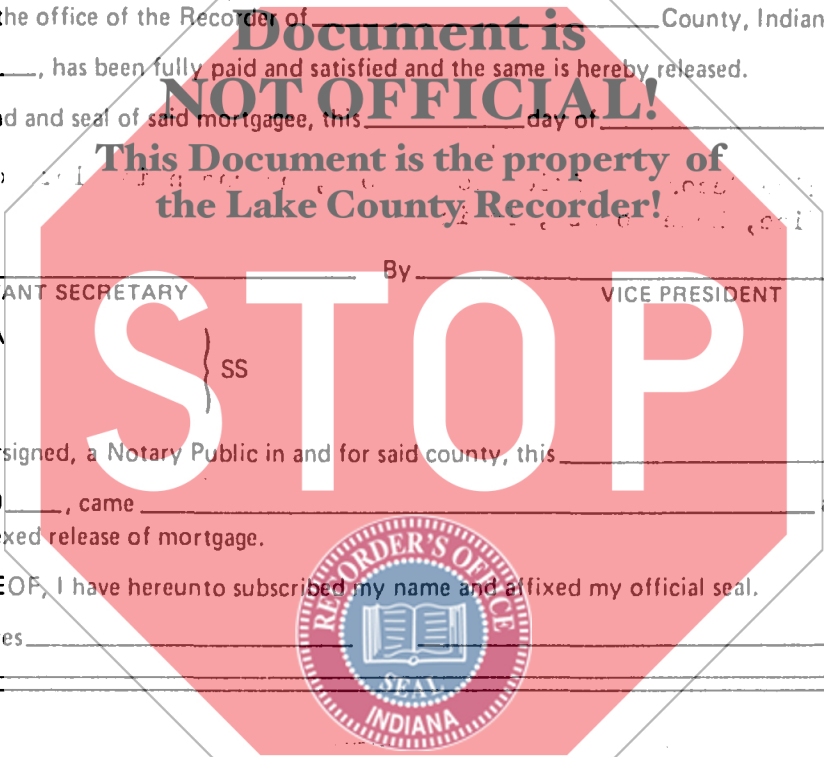 the office of the Recorder of County, Indian
Document is
, has been fully paid and satisfied and the same is hereby released.
NOT OFFICIAL!
d and seal of said mortgagee, this day of
This Document is the property of
the Lake County Recorder!
By
ANT SECRETARY VICE PRESIDENT
STOP
SS
signed, a Notary Public in and for said county, this
, came
xed release of mortgage.
RECORDER'S OFFICE
EOF, I have hereunto subscribed my name and affixed my official seal.
es
SEAL
INDIANA